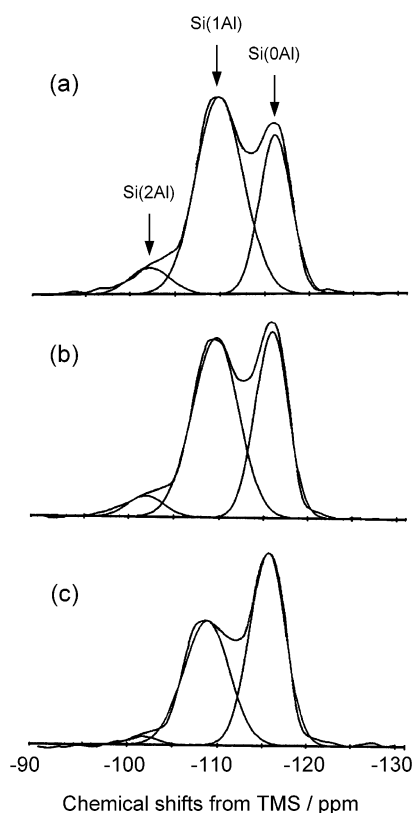 Si(1Al)
(a)
Si(0Al)
Si(2Al)
(b)
(c)
-90 -100 -110 -120 -130
Chemical shifts from TMS / ppm